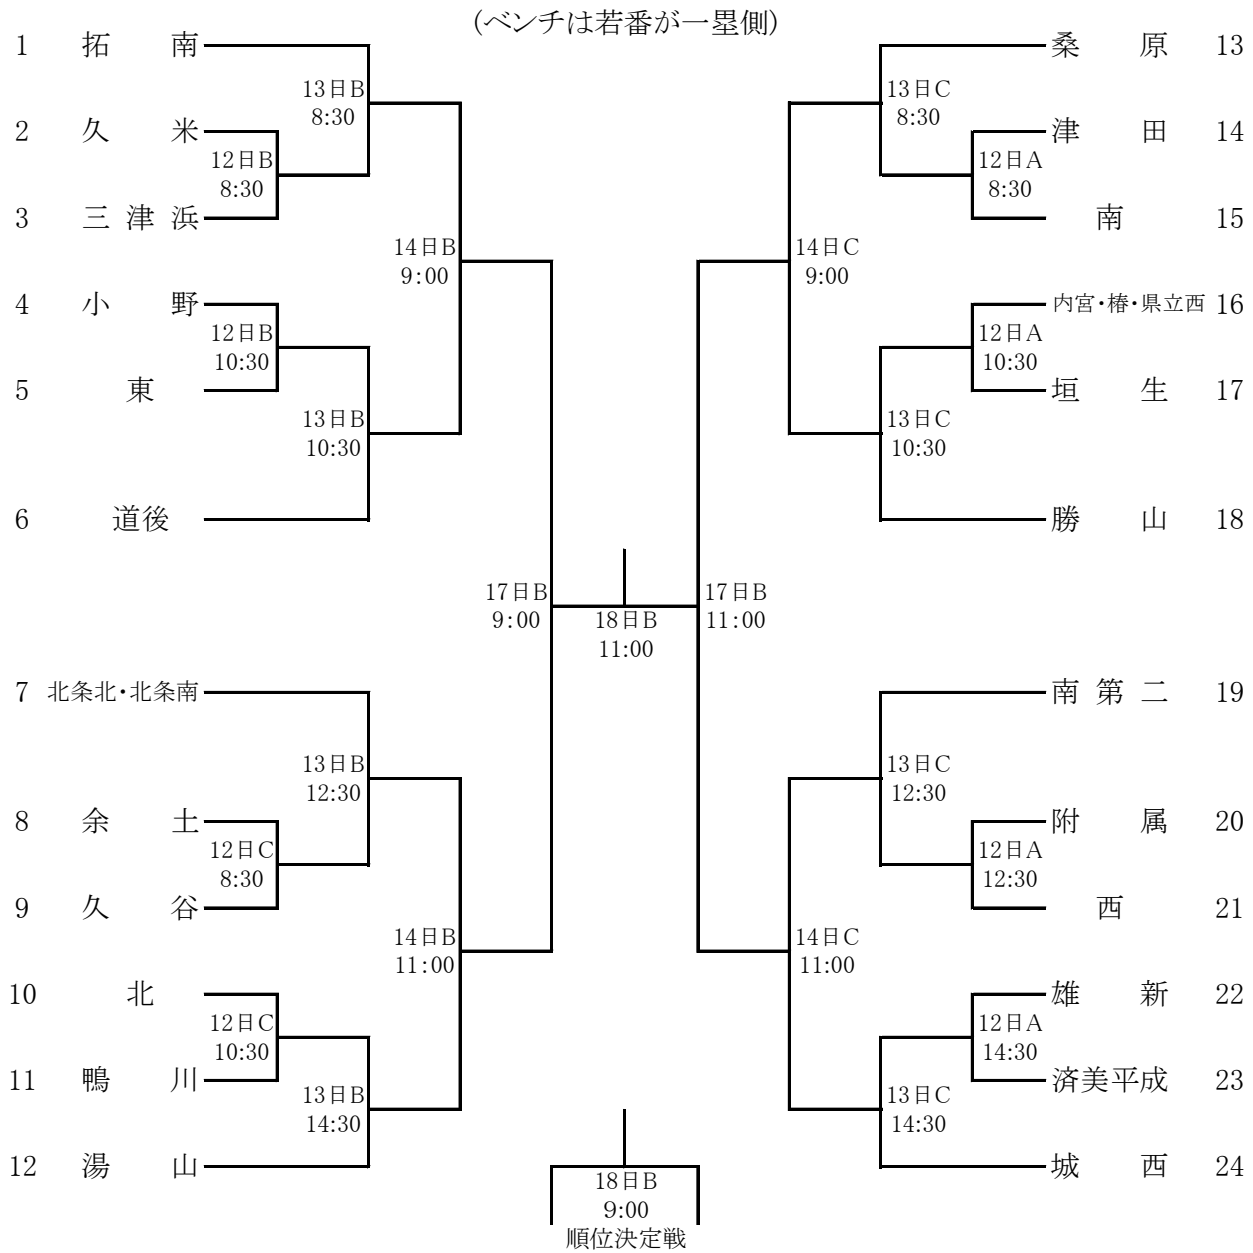 (ベンチは若番が一塁側)
1 拓南
13日B
8:30
2 久米
12日B
8:30
3 三津浜
14日B
9:00
4 小野
12日B
10:30
5 東
13日B
10:30
6 道後
17日B
9:00
7 北条北・北条南
13日B
12:30
8 余土
12日C
8:30
9 久谷
14日B
11:00
10 北
12日C
10:30
11 鴨川
13日B
14:30
12 湯山
18日B
11:00
桑原 13
13日C
8:30
津田 14
12日A
8:30
南 15
14日C
9:00
内宮・椿・県立西 16
12日A
10:30
垣生 17
13日C
10:30
勝山 18
17日B
11:00
南第二 19
13日C
12:30
附属 20
12日A
12:30
西 21
14日C
11:00
雄新 22
12日A
14:30
済美平成 23
13日C
14:30
城西 24
18日B
9:00
順位決定戦